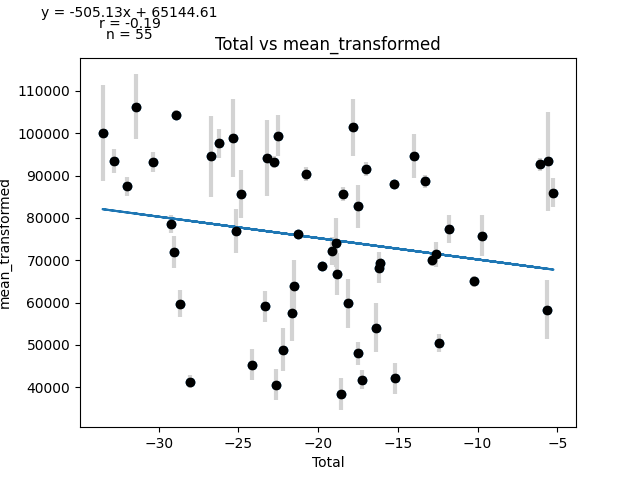 y = -505.13x + 65144.61
r = -0.19
n = 55
Total vs mean_transformed
110000
100000
90000
80000
70000
60000
50000
40000
mean_transformed
−30 −25 −20 −15 −10 −5
Total